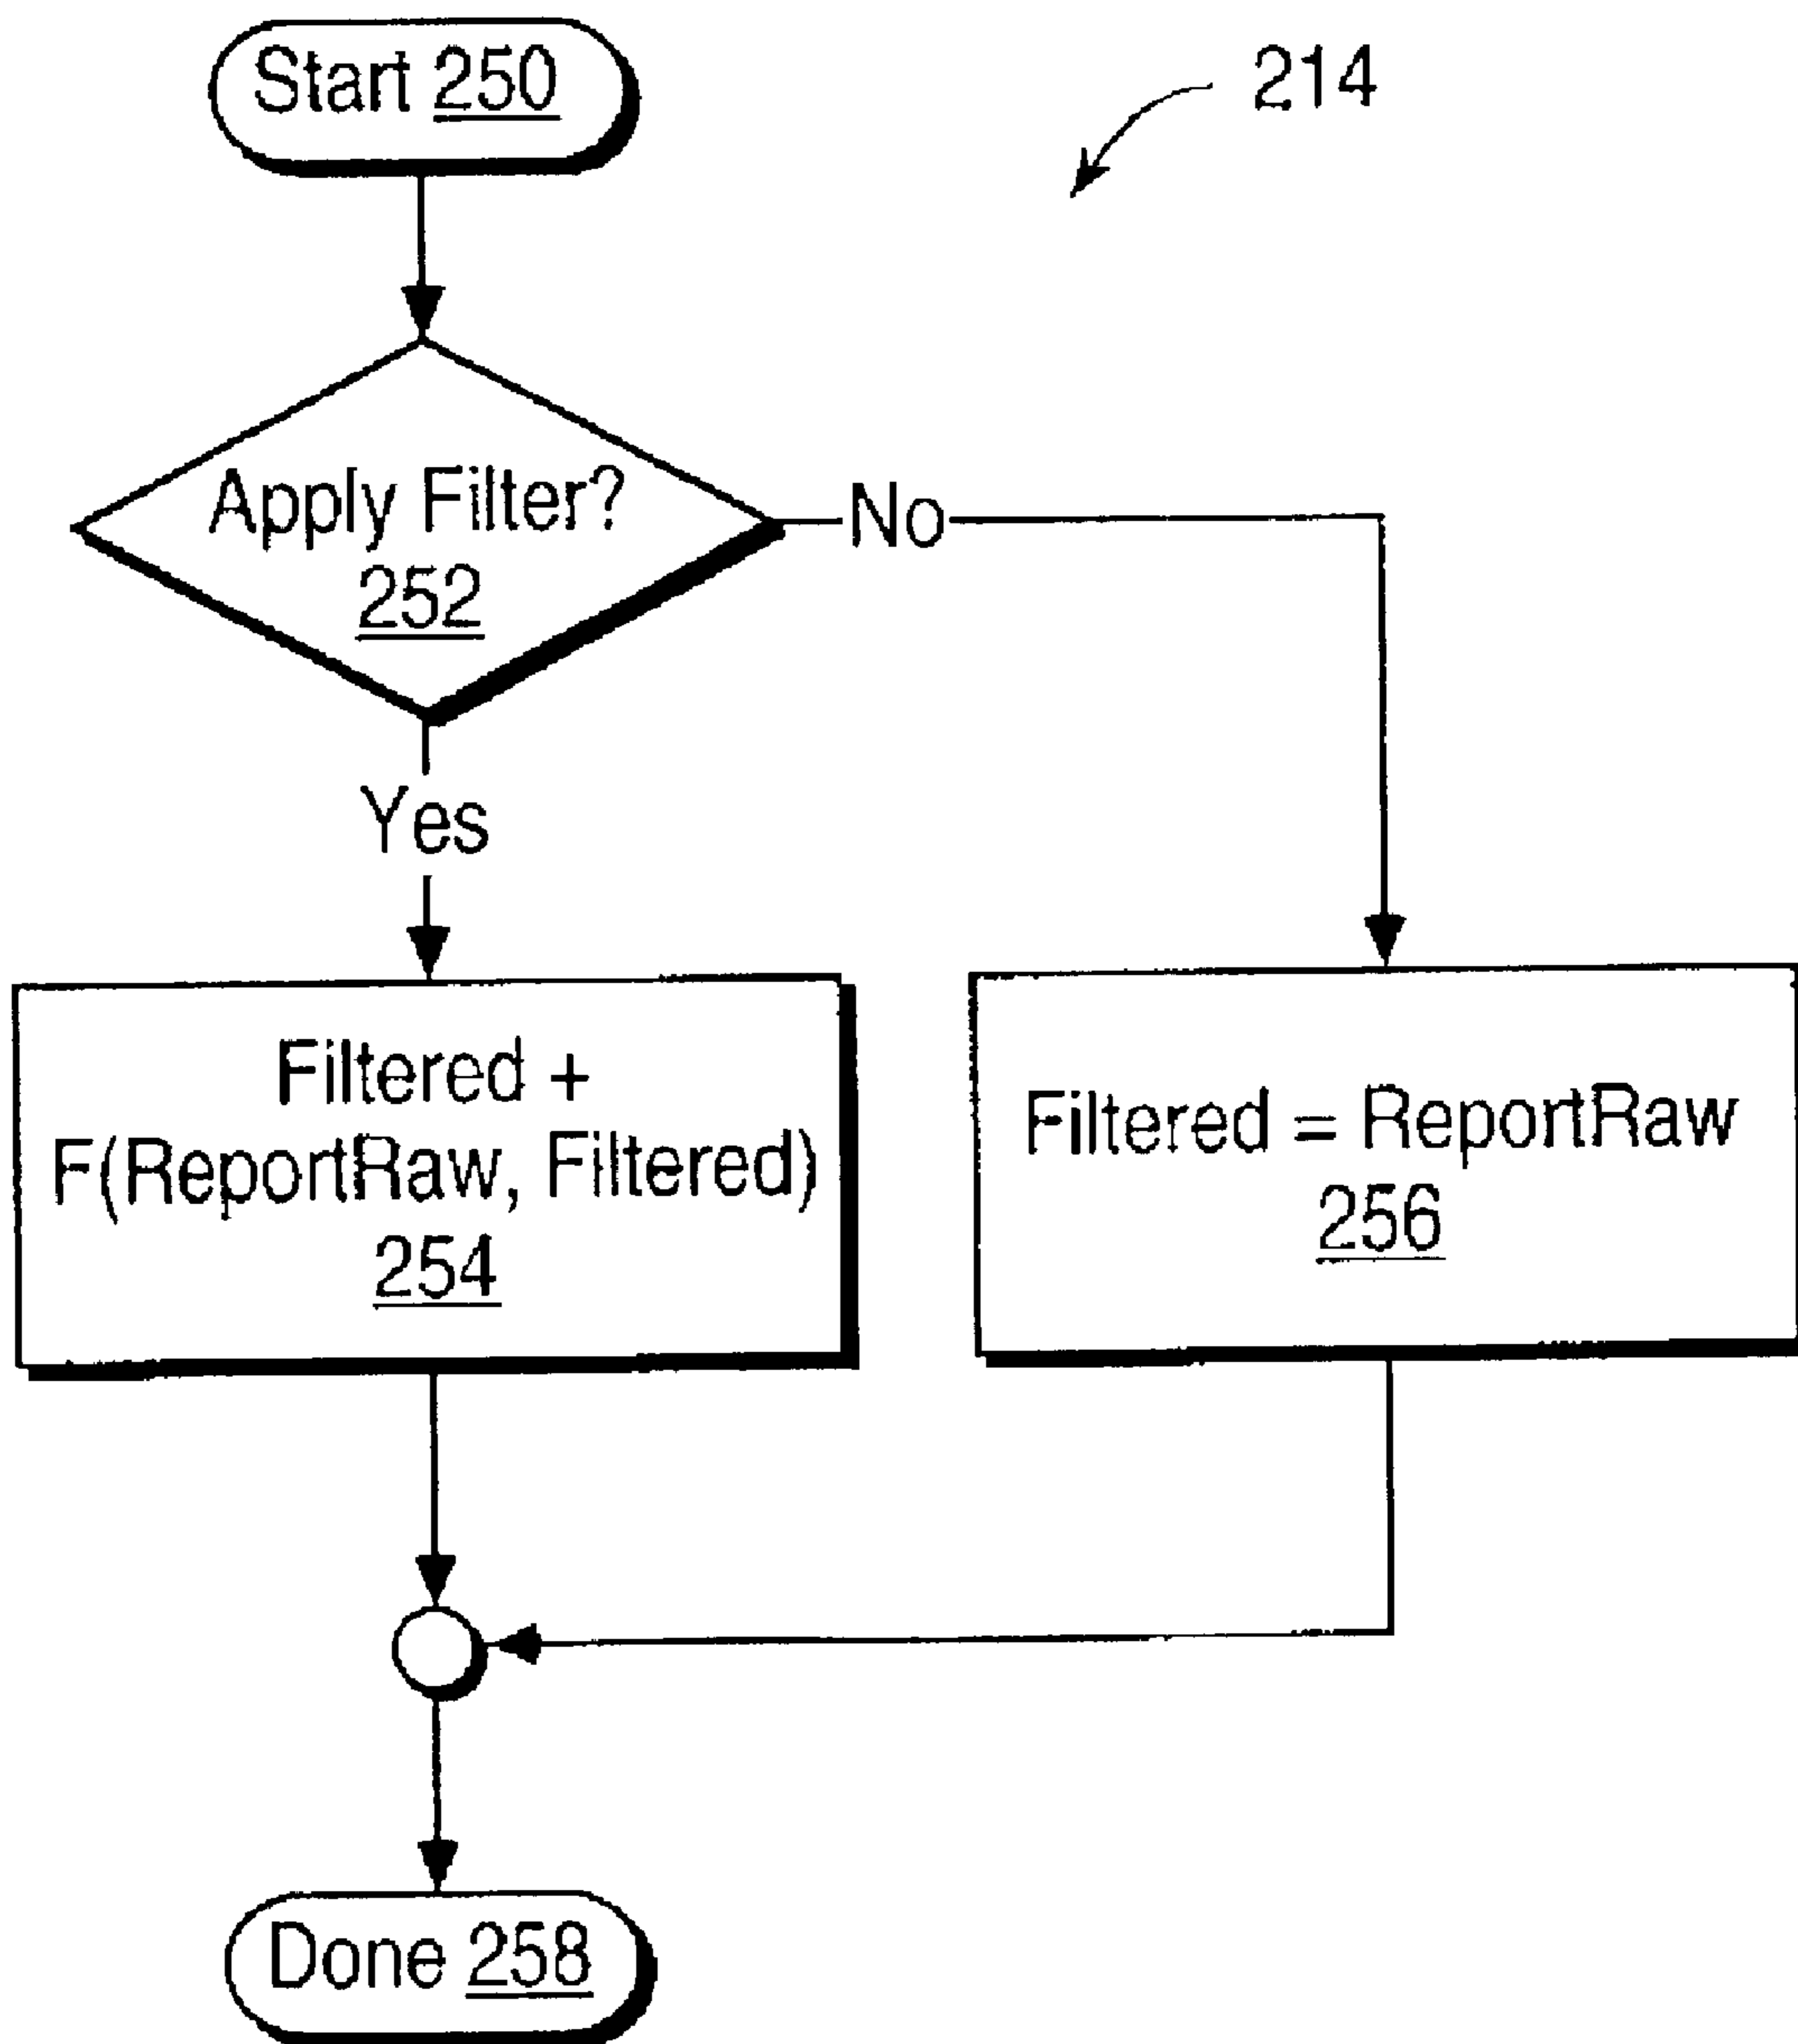 Start 250
214
Apply Filter?
252
No
Yes
Filtered +
F(ReportRaw, Filtered)
254
Filtered = ReportRaw
256
Done 258